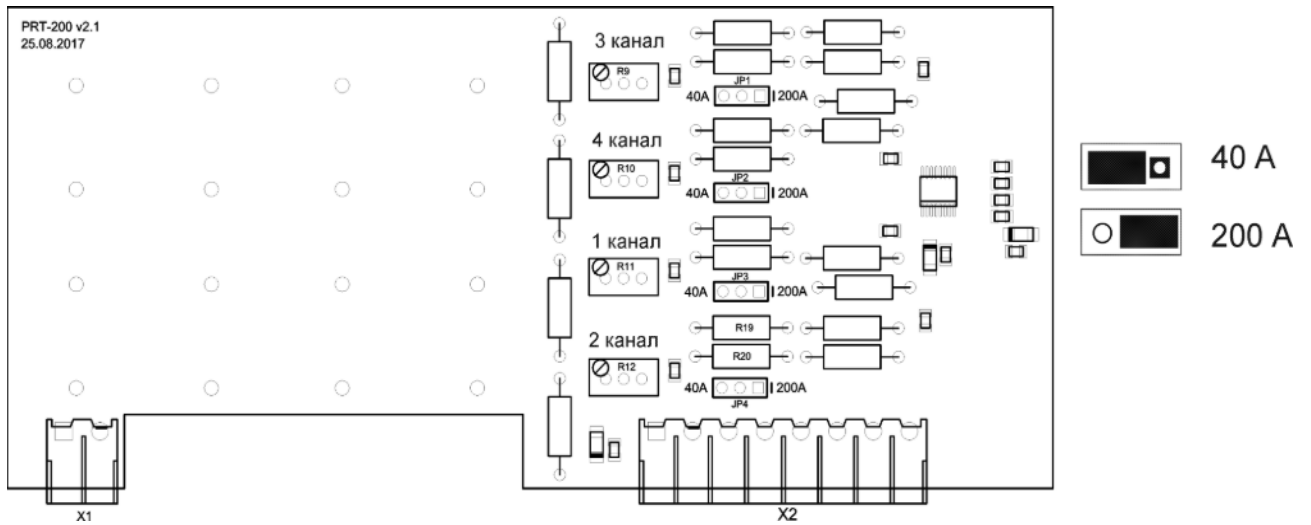 PRT-200 v2.1
25.08.2017
3 канал
R9
JP1
40A 200A
4 канал
R10
JP2
40A 200A
1 канал
R11
JP3
40A 200A
R19
2 канал
R20
R12
40A 200A
JP4
X1
X2
40 A
200 A